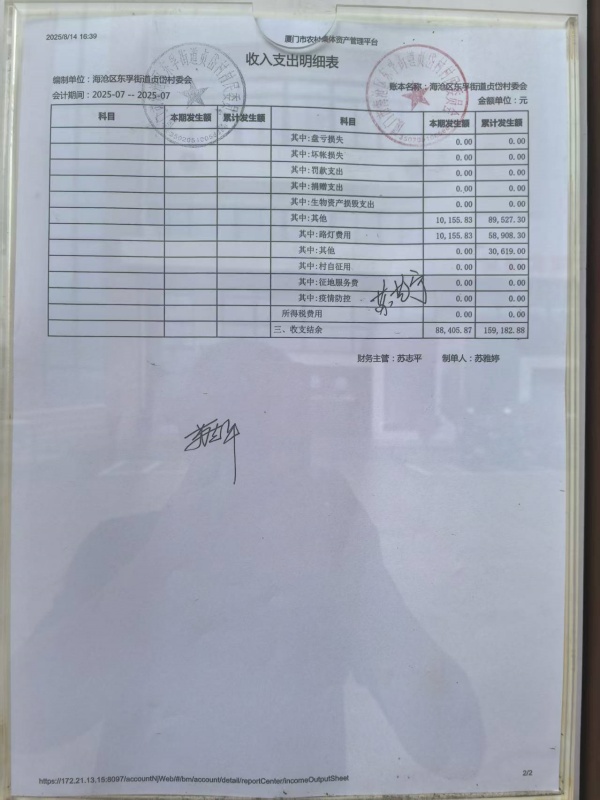 2025/8/14 16:39
厦门市农村集体资产管理平台
收入支出明细表
编制单位：海沧区东孚街道贞岱村委会
账本名称：海沧区东孚街道贞岱村委会
会计期间：2025-07 -- 2025-07
金额单位：元
科目 本期发生额 累计发生额 科目 本期发生额 累计发生额
其中:盘亏损失 0.00 0.00
其中:坏帐损失 0.00 0.00
其中:罚款支出 0.00 0.00
其中:捐赠支出 0.00 0.00
其中:生物资产损毁支出 0.00 0.00
其中:其他 10,155.83 89,527.30
其中:路灯费用 10,155.83 58,908.30
其中:其他 0.00 30,619.00
其中:村自征用 0.00 0.00
其中:征地服务费 0.00 0.00
其中:疫情防控 0.00 0.00
所得税费用 0.00 0.00
三、收支结余 88,405.87 159,182.88
财务主管：苏志平 制单人：苏雅婷
https://172.21.13.15:8097/accountNjWeb/#/bm/account/detail/reportCenter/incomeOutputSheet
2/2